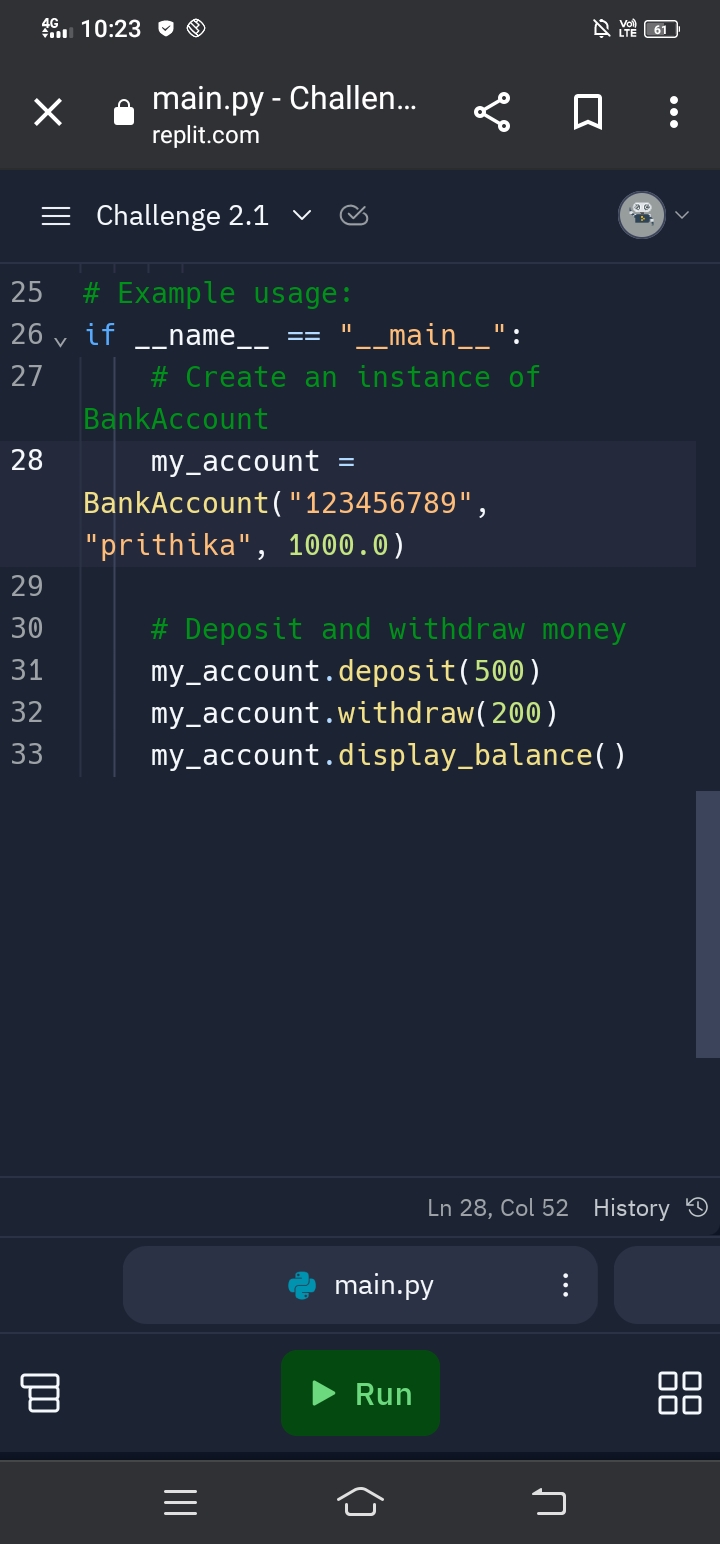 4G 10:23 Vo) LTE 61
main.py - Challen...
replit.com
Challenge 2.1
25 # Example usage:
26 if __name__ == "__main__":
27 # Create an instance of
BankAccount
28 my_account =
BankAccount("123456789",
"prithika", 1000.0)
29
30 # Deposit and withdraw money
31 my_account.deposit(500)
32 my_account.withdraw(200)
33 my_account.display_balance()
Ln 28, Col 52 History
main.py
Run